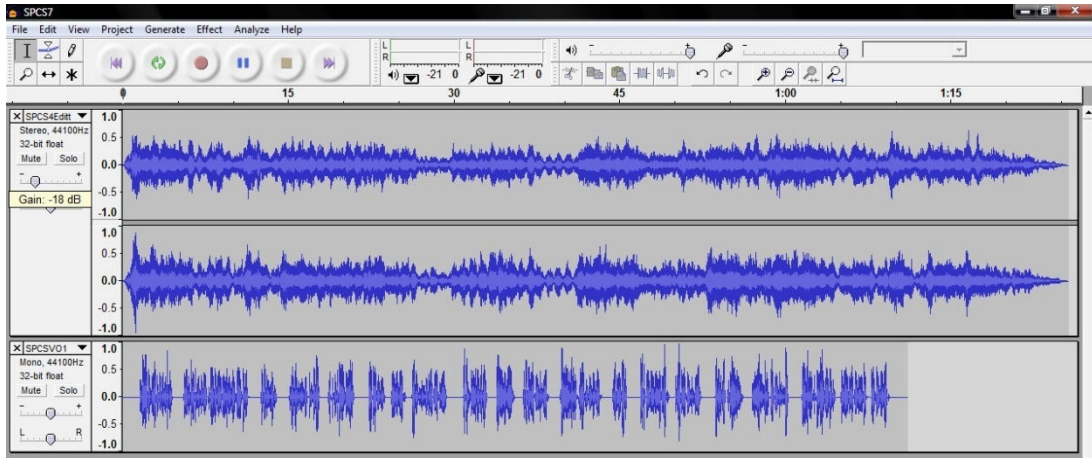 SPCS7
File Edit View Project Generate Effect Analyze Help
L
R
L
R
-21 0
-21 0
0 15 30 45 1:00 1:15
X SPCS4Editt
Stereo, 44100Hz
32-bit float
Mute Solo
- +
Gain: -18 dB
1.0
0.5
0.0
-0.5
-1.0
1.0
0.5
0.0
-0.5
-1.0
X SPCSVO1
Mono, 44100Hz
32-bit float
Mute Solo
- +
L R
1.0
0.5
0.0
-0.5
-1.0